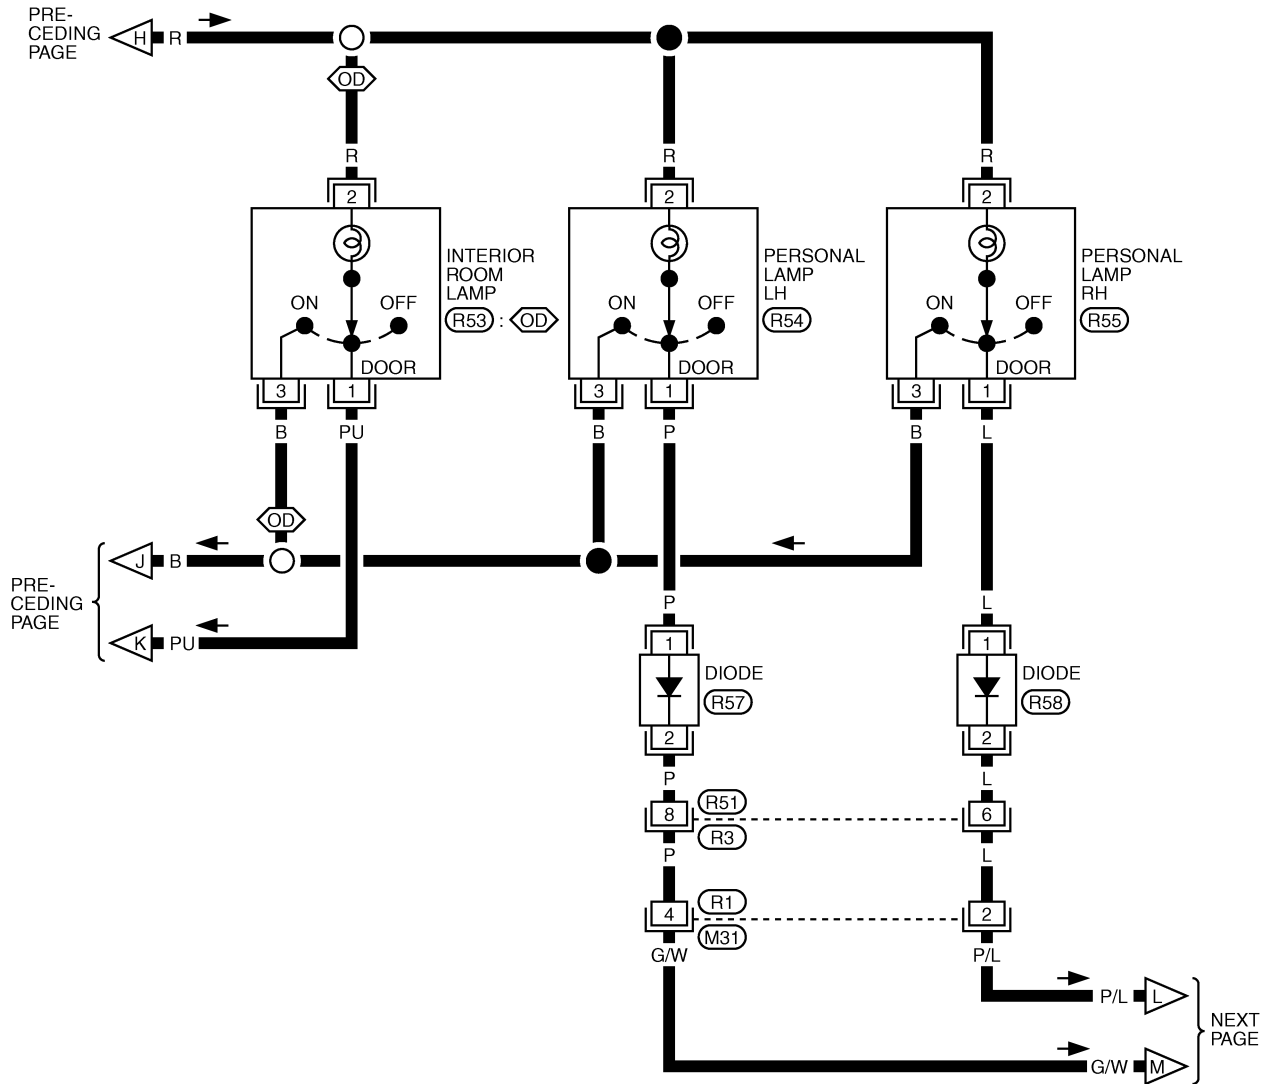 PRE-
CEDING
PAGE
H R
OD
R R R
2 2 2
INTERIOR
ROOM
LAMP
R53 : OD
PERSONAL
LAMP
LH
R54
PERSONAL
LAMP
RH
R55
ON OFF ON OFF ON OFF
DOOR DOOR DOOR
3 1 3 1 3 1
B PU B P B L
OD
PRE-
CEDING
PAGE
J B
K PU
P L
1 1
DIODE
R57
DIODE
R58
2 2
P L
R51
8 6
R3
P L
R1
4 2
M31
G/W P/L
P/L L
NEXT
PAGE
G/W M